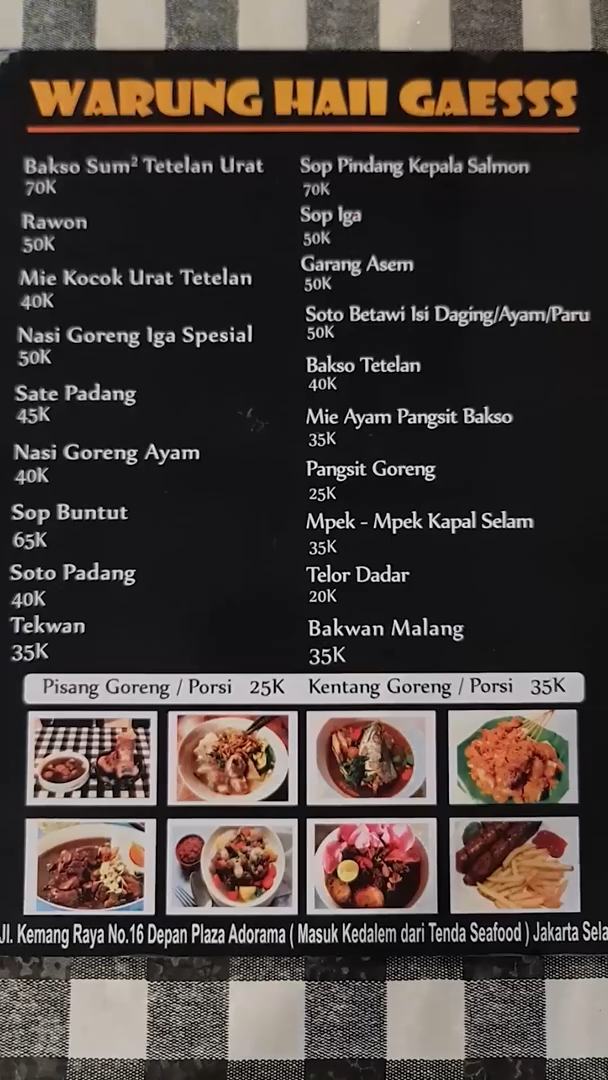 WARUNG HAII GAESSS
Bakso Sum² Tetelan Urat
70K
Rawon
50K
Mie Kocok Urat Tetelan
40K
Nasi Goreng Iga Spesial
50K
Sate Padang
45K
Nasi Goreng Ayam
40K
Sop Buntut
65K
Soto Padang
40K
Tekwan
35K
Sop Pindang Kepala Salmon
70K
Sop Iga
50K
Garang Asem
50K
Soto Betawi Isi Daging/Ayam/Paru
50K
Bakso Tetelan
40K
Mie Ayam Pangsit Bakso
35K
Pangsit Goreng
25K
Mpek - Mpek Kapal Selam
35K
Telor Dadar
20K
Bakwan Malang
35K
Pisang Goreng / Porsi 25K Kentang Goreng / Porsi 35K
Jl. Kemang Raya No.16 Depan Plaza Adorama ( Masuk Kedalem dari Tenda Seafood ) Jakarta Sela